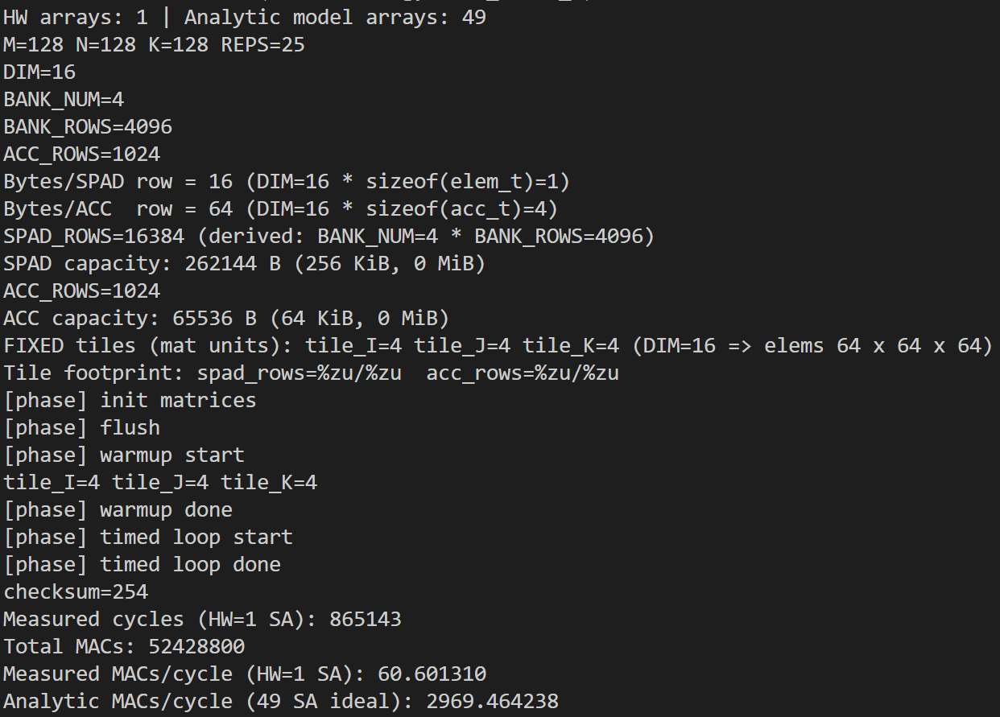 HW arrays: 1 | Analytic model arrays: 49
M=128 N=128 K=128 REPS=25
DIM=16
BANK_NUM=4
BANK_ROWS=4096
ACC_ROWS=1024
Bytes/SPAD row = 16 (DIM=16 * sizeof(elem_t)=1)
Bytes/ACC  row = 64 (DIM=16 * sizeof(acc_t)=4)
SPAD_ROWS=16384 (derived: BANK_NUM=4 * BANK_ROWS=4096)
SPAD capacity: 262144 B (256 KiB, 0 MiB)
ACC_ROWS=1024
ACC capacity: 65536 B (64 KiB, 0 MiB)
FIXED tiles (mat units): tile_I=4 tile_J=4 tile_K=4 (DIM=16 => elems 64 x 64 x 64)
Tile footprint: spad_rows=%zu/%zu  acc_rows=%zu/%zu
[phase] init matrices
[phase] flush
[phase] warmup start
tile_I=4 tile_J=4 tile_K=4
[phase] warmup done
[phase] timed loop start
[phase] timed loop done
checksum=254
Measured cycles (HW=1 SA): 865143
Total MACs: 52428800
Measured MACs/cycle (HW=1 SA): 60.601310
Analytic MACs/cycle (49 SA ideal): 2969.464238